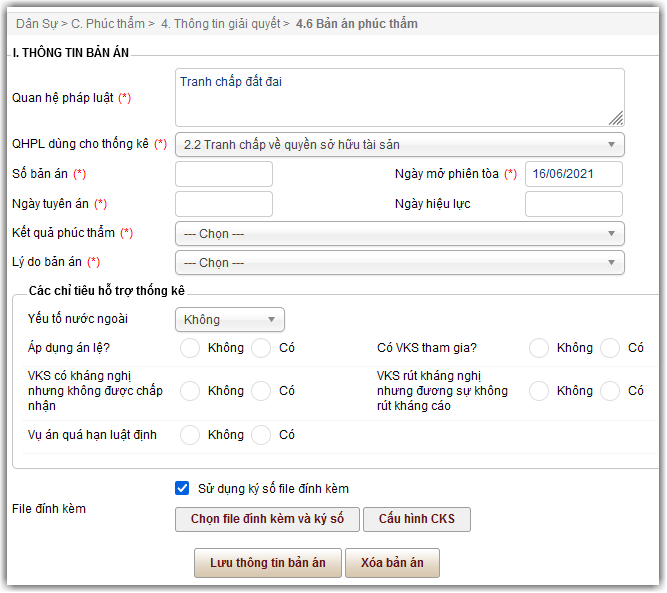 Dân Sự > C. Phúc thẩm > 4. Thông tin giải quyết > 4.6 Bản án phúc thẩm
I. THÔNG TIN BẢN ÁN
Quan hệ pháp luật (*)
Tranh chấp đất đai
QHPL dùng cho thống kê (*)
2.2 Tranh chấp về quyền sở hữu tài sản
Số bản án (*)
Ngày mở phiên tòa (*)
16/06/2021
Ngày tuyên án (*)
Ngày hiệu lực
Kết quả phúc thẩm (*)
--- Chọn ---
Lý do bản án (*)
--- Chọn ---
Các chỉ tiêu hỗ trợ thống kê
Yếu tố nước ngoài
Không
Áp dụng án lệ?
Không
Có
Có VKS tham gia?
Không
Có
VKS có kháng nghị
nhưng không được chấp
nhận
Không
Có
VKS rút kháng nghị
nhưng đương sự không
rút kháng cáo
Không
Có
Vụ án quá hạn luật định
Không
Có
File đính kèm
Sử dụng ký số file đính kèm
Chọn file đính kèm và ký số
Cấu hình CKS
Lưu thông tin bản án
Xóa bản án